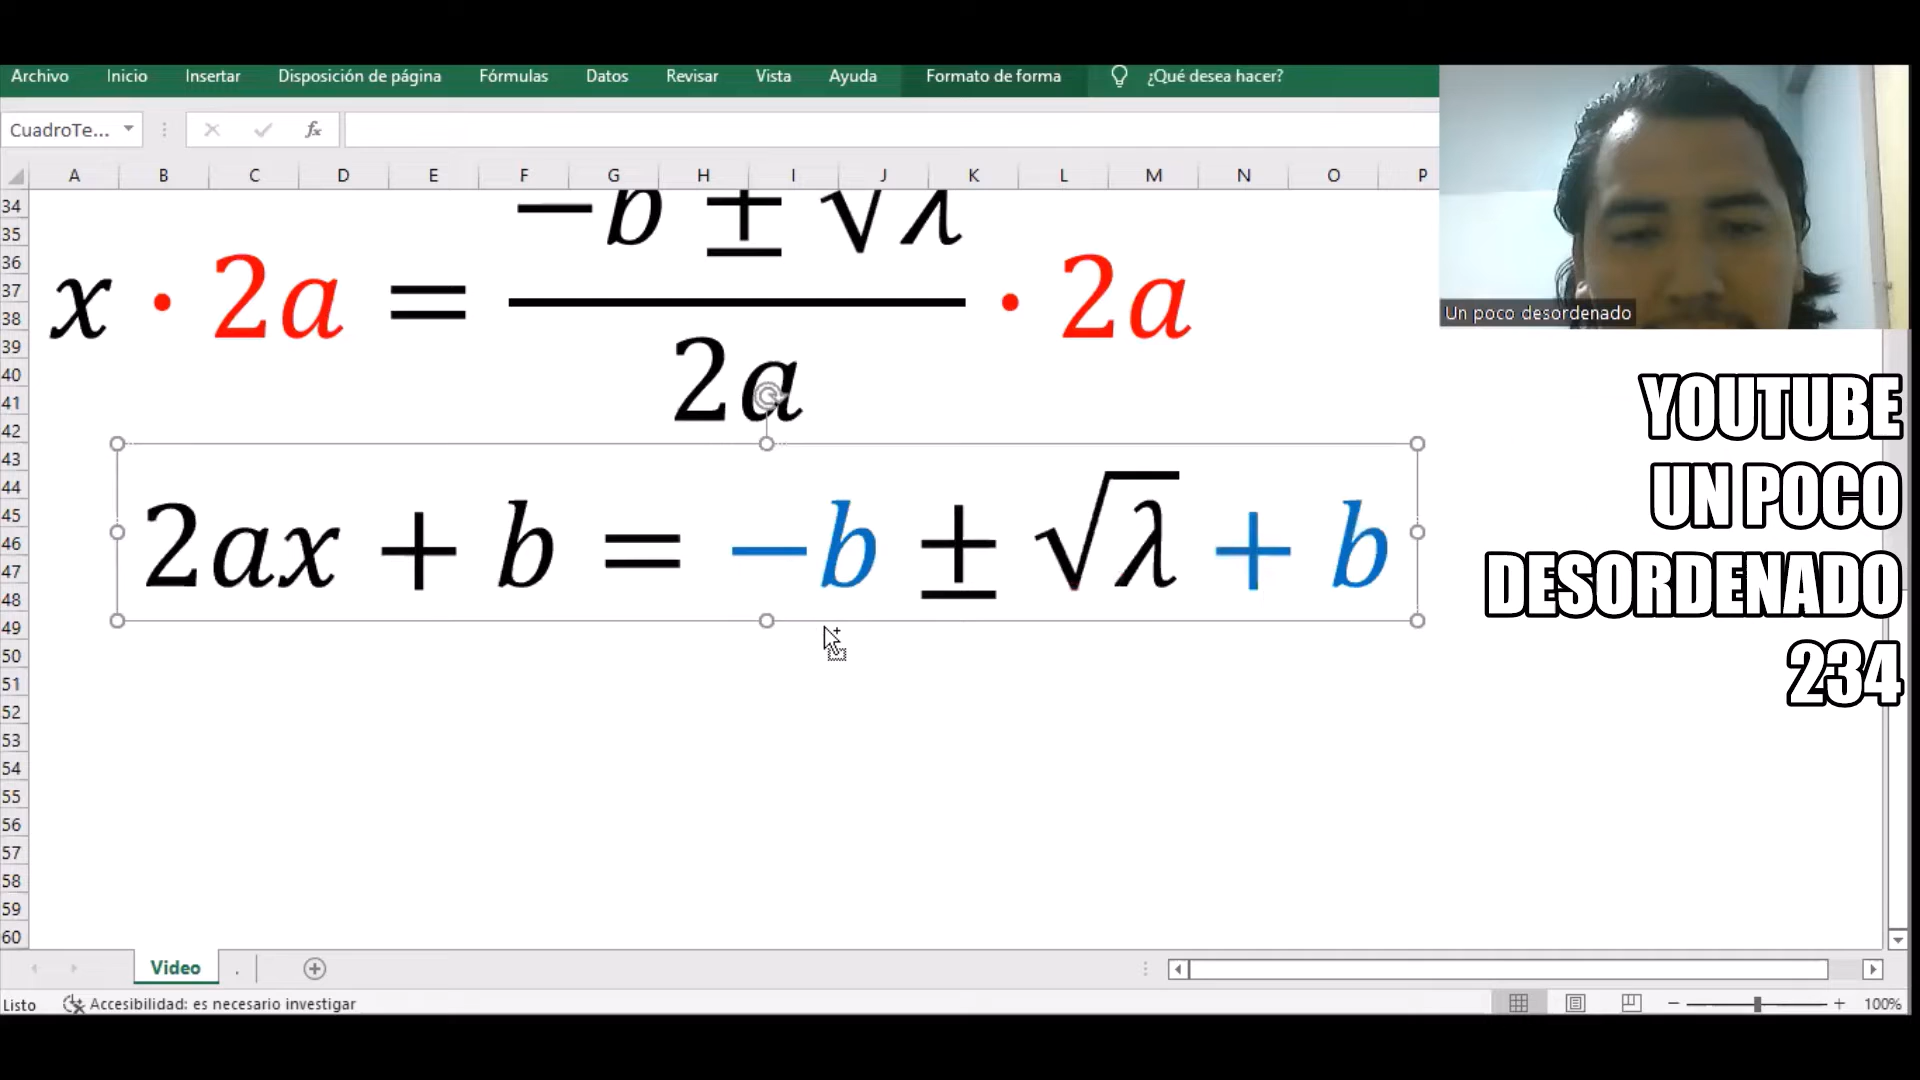 Archivo Inicio Insertar Disposición de página Fórmulas Datos Revisar Vista Ayuda Formato de forma ¿Qué desea hacer?
CuadroTe... fx
A B C D E F G H I J K L M N O P
34
35
36
37
38
39
40
41
42
43
44
45
46
47
48
49
50
51
52
53
54
55
56
57
58
59
60
x · 2a = −b ± √λ / 2a · 2a
2ax + b = −b ± √λ + b
Un poco desordenado
YOUTUBE
UN POCO
DESORDENADO
234
Video .
Listo Accesibilidad: es necesario investigar 100%